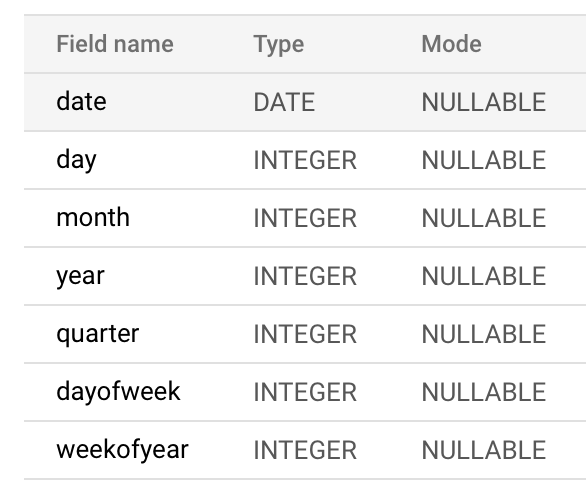 Field name Type Mode
date DATE NULLABLE
day INTEGER NULLABLE
month INTEGER NULLABLE
year INTEGER NULLABLE
quarter INTEGER NULLABLE
dayofweek INTEGER NULLABLE
weekofyear INTEGER NULLABLE